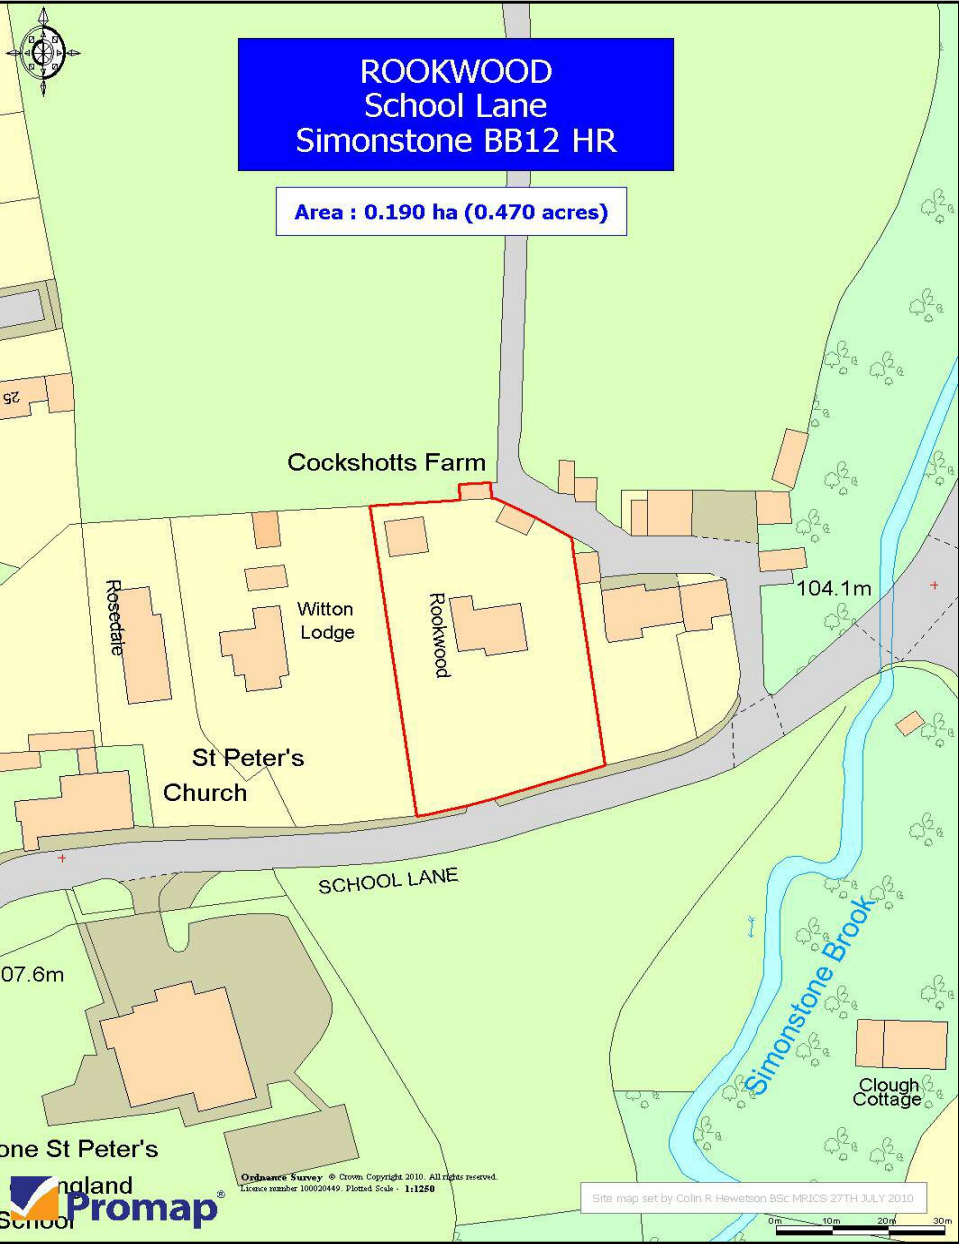 ROOKWOOD
School Lane
Simonstone BB12 HR
Area : 0.190 ha (0.470 acres)
25
Cockshotts Farm
Rosedale
Witton
Lodge
Rookwood
104.1m
St Peter's
Church
SCHOOL LANE
07.6m
Simonstone Brook
Clough
Cottage
one St Peter's
ngland
School
Promap®
Ordnance Survey © Crown Copyright 2010. All rights reserved.
Licence number 100020449. Plotted Scale - 1:1250
Site map set by Colin R Hewetson BSc MRICS 27TH JULY 2010
0m 10m 20m 30m